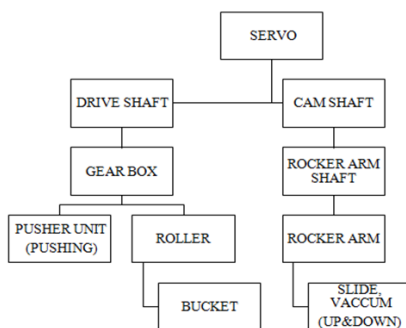 SERVO
DRIVE SHAFT
CAM SHAFT
GEAR BOX
ROCKER ARM
SHAFT
PUSHER UNIT
(PUSHING)
ROLLER
ROCKER ARM
BUCKET
SLIDE,
VACCUM
(UP&DOWN)